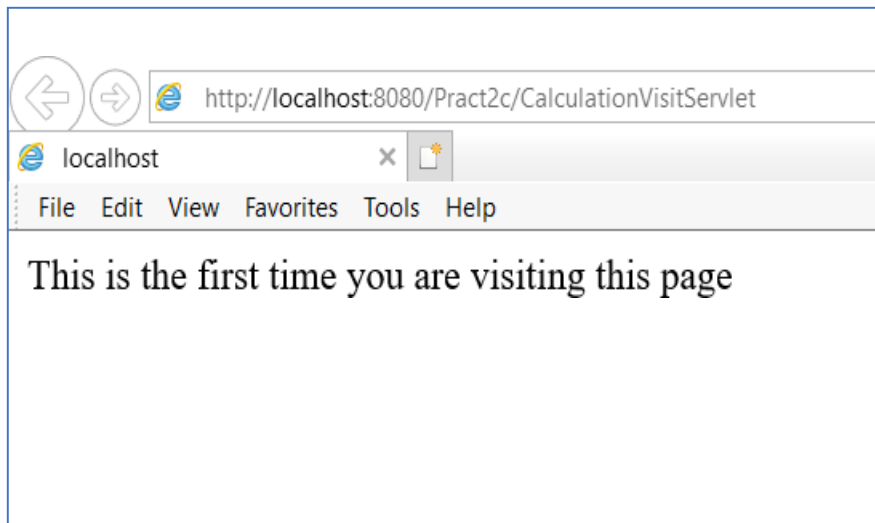 http://localhost:8080/Pract2c/CalculationVisitServlet
localhost
File Edit View Favorites Tools Help
This is the first time you are visiting this page